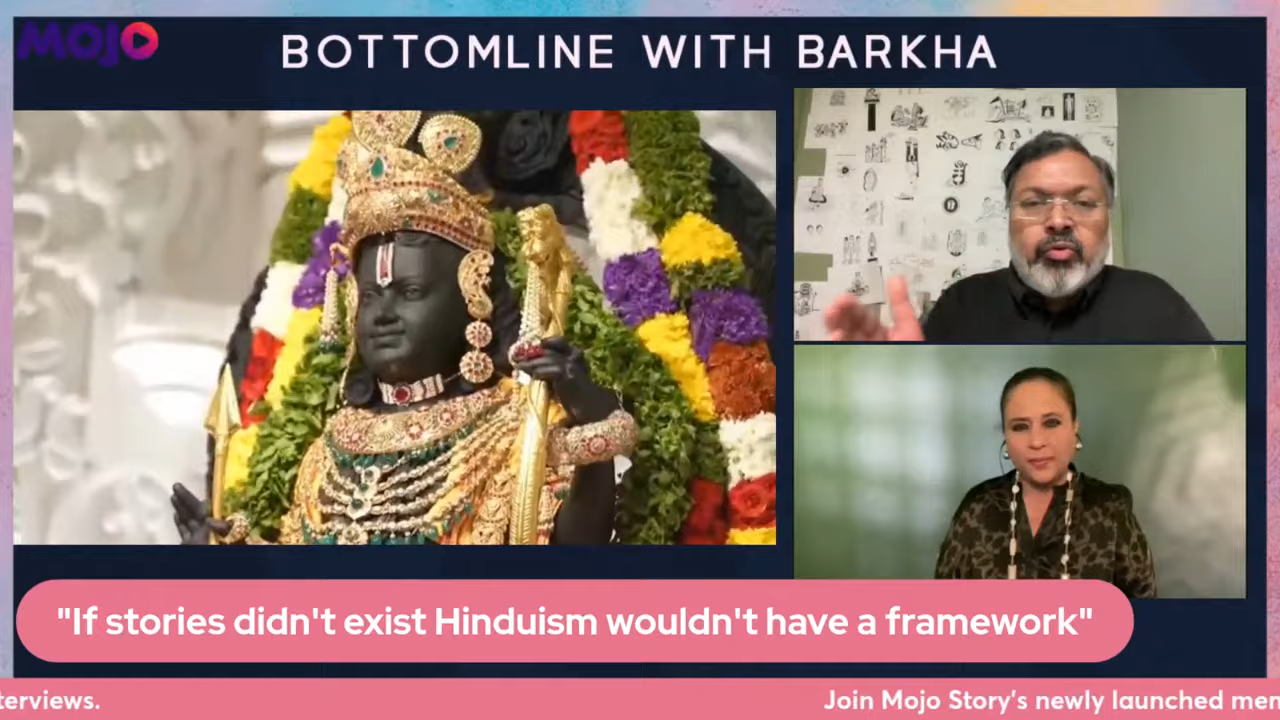 MOJO
BOTTOMLINE WITH BARKHA
"If stories didn't exist Hinduism wouldn't have a framework"
terviews.
Join Mojo Story's newly launched mem